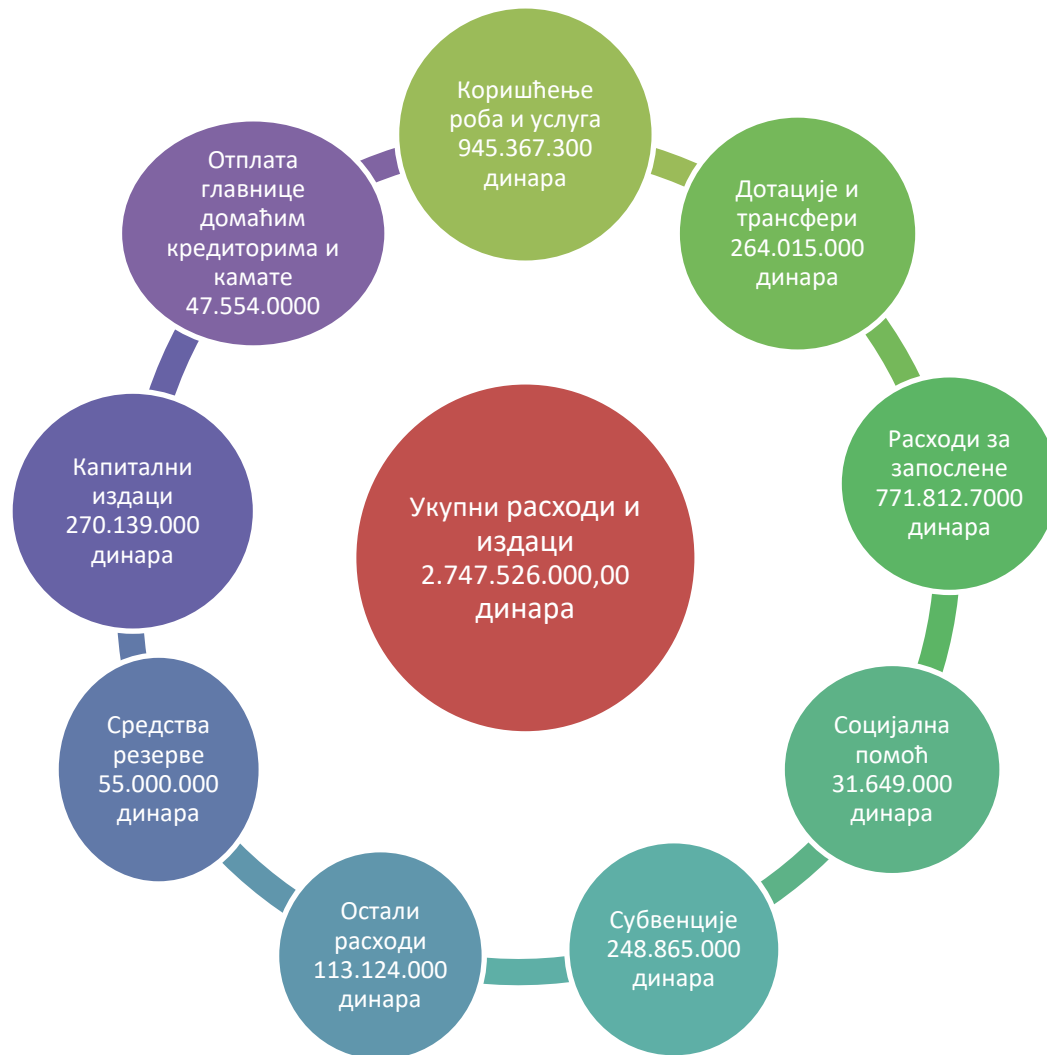 Коришћење
роба и услуга
945.367.300
динара
Дотације и
трансфери
264.015.000
динара
Расходи за
запослене
771.812.7000
динара
Социјална
помоћ
31.649.000
динара
Субвенције
248.865.000
динара
Остали
расходи
113.124.000
динара
Средства
резерве
55.000.000
динара
Капитални
издаци
270.139.000
динара
Отплата
главнице
домаћим
кредиторима и
камате
47.554.0000
Укупни расходи и
издаци
2.747.526.000,00
динара